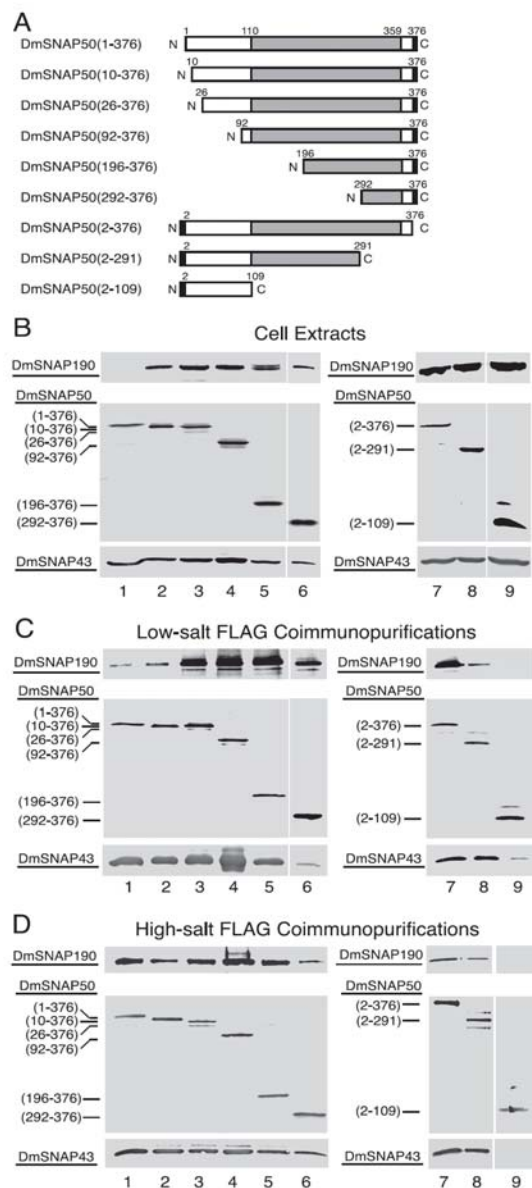 A
DmSNAP50(1-376) N 1 110 359 376 C
DmSNAP50(10-376) N 10 376 C
DmSNAP50(26-376) N 26 376 C
DmSNAP50(92-376) N 92 376 C
DmSNAP50(196-376) N 196 376 C
DmSNAP50(292-376) N 292 376 C
DmSNAP50(2-376) N 2 376 C
DmSNAP50(2-291) N 2 291 C
DmSNAP50(2-109) N 2 109 C
B Cell Extracts
DmSNAP190 DmSNAP190
DmSNAP50 DmSNAP50
(1-376) (2-376)
(10-376)
(26-376) (2-291)
(92-376)
(196-376)
(292-376) (2-109)
DmSNAP43 DmSNAP43
1 2 3 4 5 6 7 8 9
C Low-salt FLAG Coimmunopurifications
DmSNAP190 DmSNAP190
DmSNAP50 DmSNAP50
(1-376) (2-376)
(10-376)
(26-376) (2-291)
(92-376)
(196-376)
(292-376) (2-109)
DmSNAP43 DmSNAP43
1 2 3 4 5 6 7 8 9
D High-salt FLAG Coimmunopurifications
DmSNAP190 DmSNAP190
DmSNAP50 DmSNAP50
(1-376) (2-376)
(10-376) (2-291)
(26-376)
(92-376)
(196-376)
(292-376) (2-109)
DmSNAP43 DmSNAP43
1 2 3 4 5 6 7 8 9